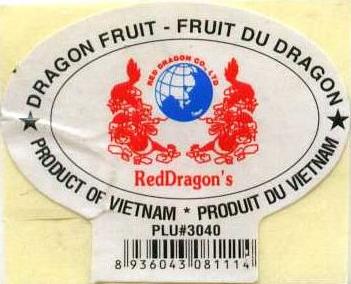 ★ DRAGON FRUIT - FRUIT DU DRAGON ★
RED DRAGON CO., LTD
RedDragon's
PRODUCT OF VIETNAM * PRODUIT DU VIETNAM
PLU#3040
8 936043 081114